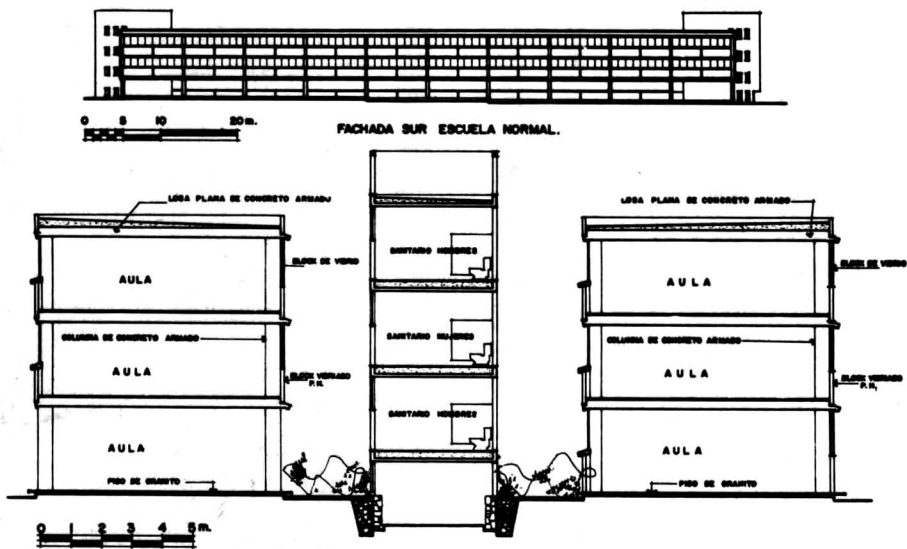 0 5 10 20 m.
FACHADA SUR ESCUELA NORMAL.
LOSA PLANA DE CONCRETO ARMADO
LOSA PLANA DE CONCRETO ARMADO
SANITARIO HOMBRES
BLOCK DE VIDRIO
BLOCK DE VIDRIO
AULA
AULA
COLUMNA DE CONCRETO ARMADO
SANITARIO MUJERES
COLUMNA DE CONCRETO ARMADO
AULA
BLOCK VIDRIADO
P.H.
AULA
BLOCK VIDRIADO
P.H.
SANITARIO HOMBRES
AULA
AULA
PISO DE GRANITO
PISO DE GRANITO
0 1 2 3 4 5 m.